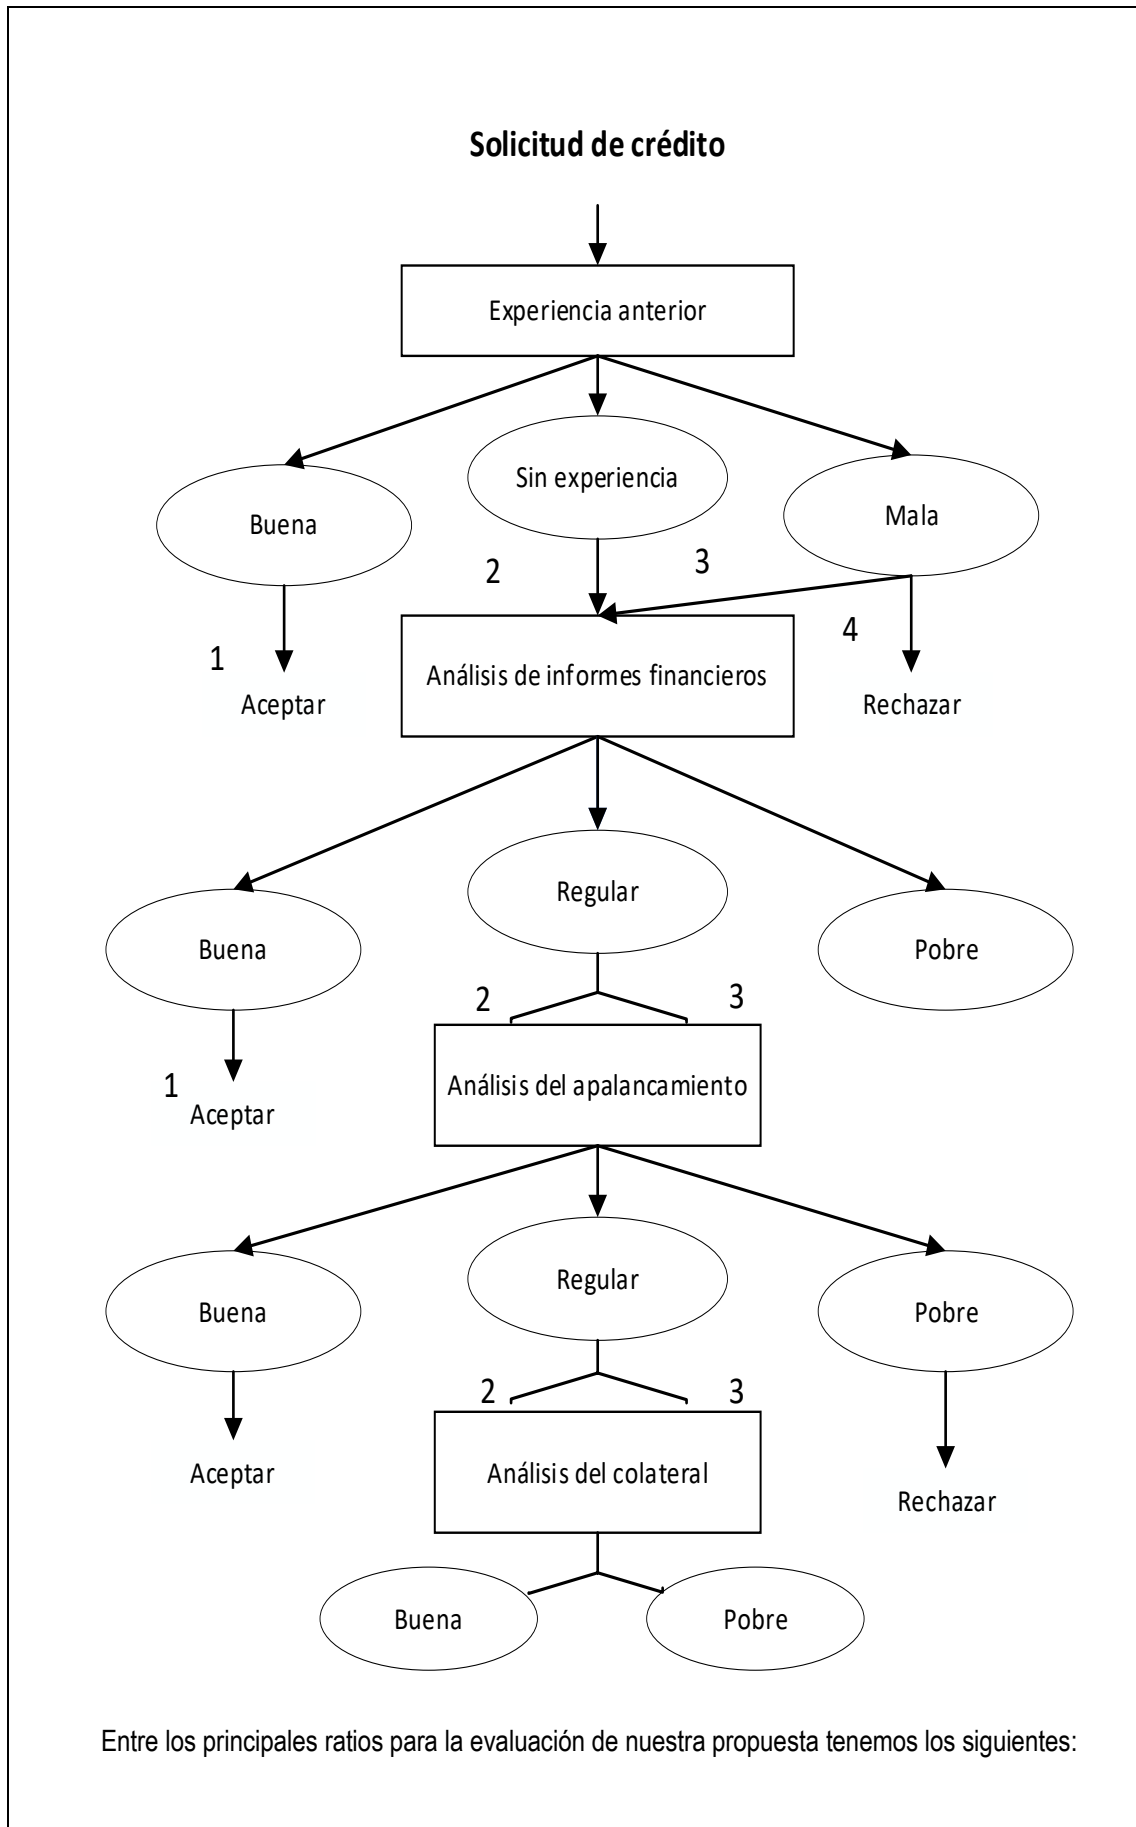 Solicitud de crédito
Experiencia anterior
Sin experiencia
Buena
Mala
2
3
1
4
Aceptar
Análisis de informes financieros
Rechazar
Regular
Buena
Pobre
2
3
1
Aceptar
Análisis del apalancamiento
Regular
Buena
Pobre
2
3
Aceptar
Análisis del colateral
Rechazar
Buena
Pobre
Entre los principales ratios para la evaluación de nuestra propuesta tenemos los siguientes: